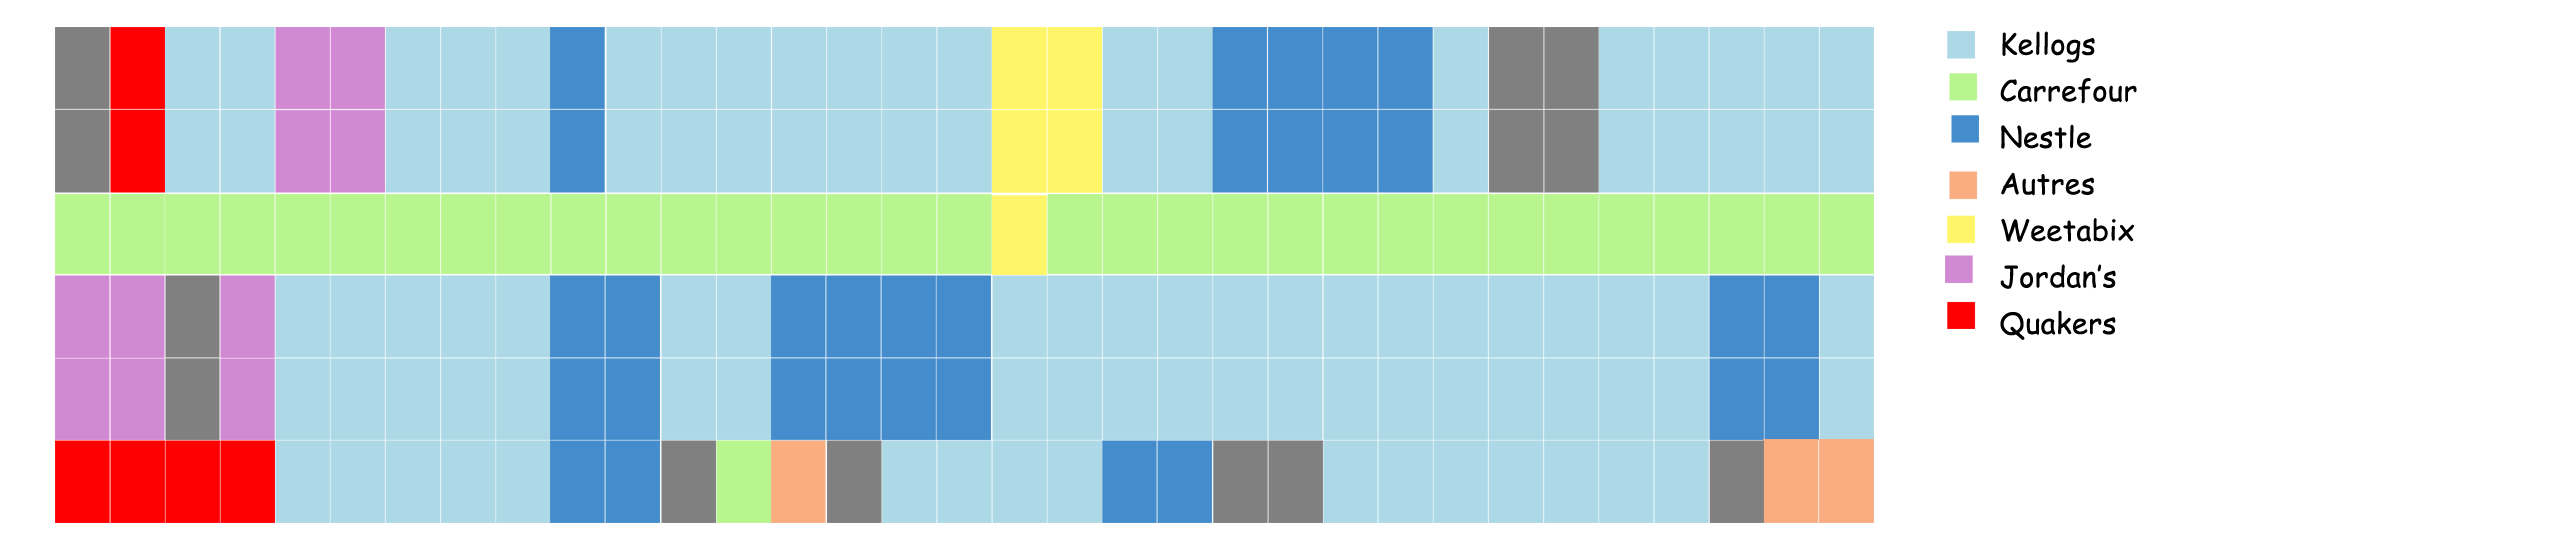 Kellogs
Carrefour
Nestle
Autres
Weetabix
Jordan's
Quakers